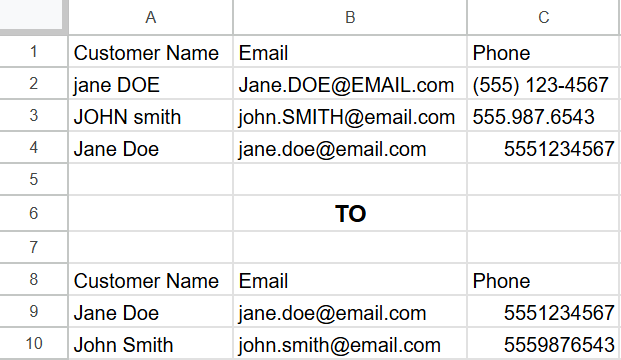 A B C
1 Customer Name Email Phone
2 jane DOE Jane.DOE@EMAIL.com (555) 123-4567
3 JOHN smith john.SMITH@email.com 555.987.6543
4 Jane Doe jane.doe@email.com 5551234567
5
6 TO
7
8 Customer Name Email Phone
9 Jane Doe jane.doe@email.com 5551234567
10 John Smith john.smith@email.com 5559876543